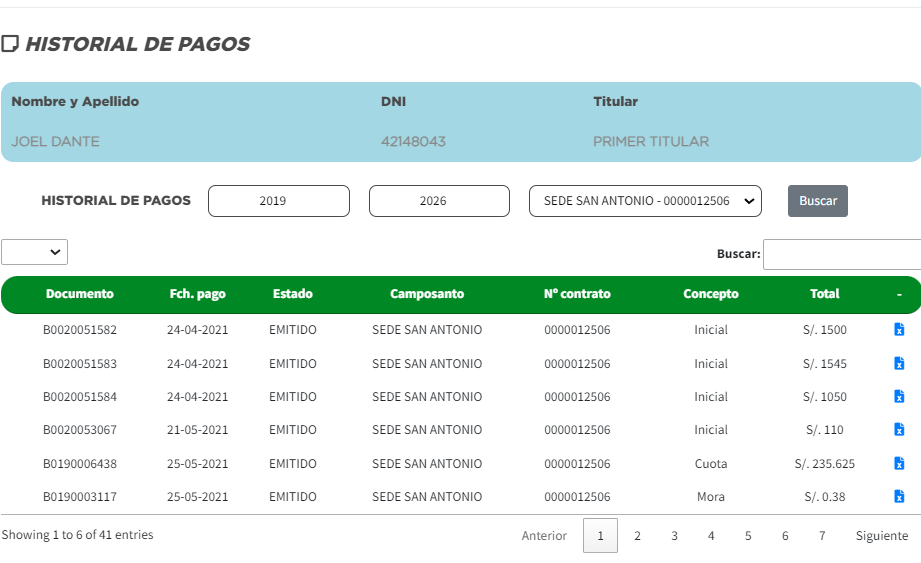 HISTORIAL DE PAGOS
Nombre y Apellido DNI Titular
JOEL DANTE 42148043 PRIMER TITULAR
HISTORIAL DE PAGOS 2019 2026 SEDE SAN ANTONIO - 0000012506 Buscar
Buscar:
Documento Fch. pago Estado Camposanto N° contrato Concepto Total -
B0020051582 24-04-2021 EMITIDO SEDE SAN ANTONIO 0000012506 Inicial S/. 1500
B0020051583 24-04-2021 EMITIDO SEDE SAN ANTONIO 0000012506 Inicial S/. 1545
B0020051584 24-04-2021 EMITIDO SEDE SAN ANTONIO 0000012506 Inicial S/. 1050
B0020053067 21-05-2021 EMITIDO SEDE SAN ANTONIO 0000012506 Inicial S/. 110
B0190006438 25-05-2021 EMITIDO SEDE SAN ANTONIO 0000012506 Cuota S/. 235.625
B0190003117 25-05-2021 EMITIDO SEDE SAN ANTONIO 0000012506 Mora S/. 0.38
Showing 1 to 6 of 41 entries Anterior 1 2 3 4 5 6 7 Siguiente